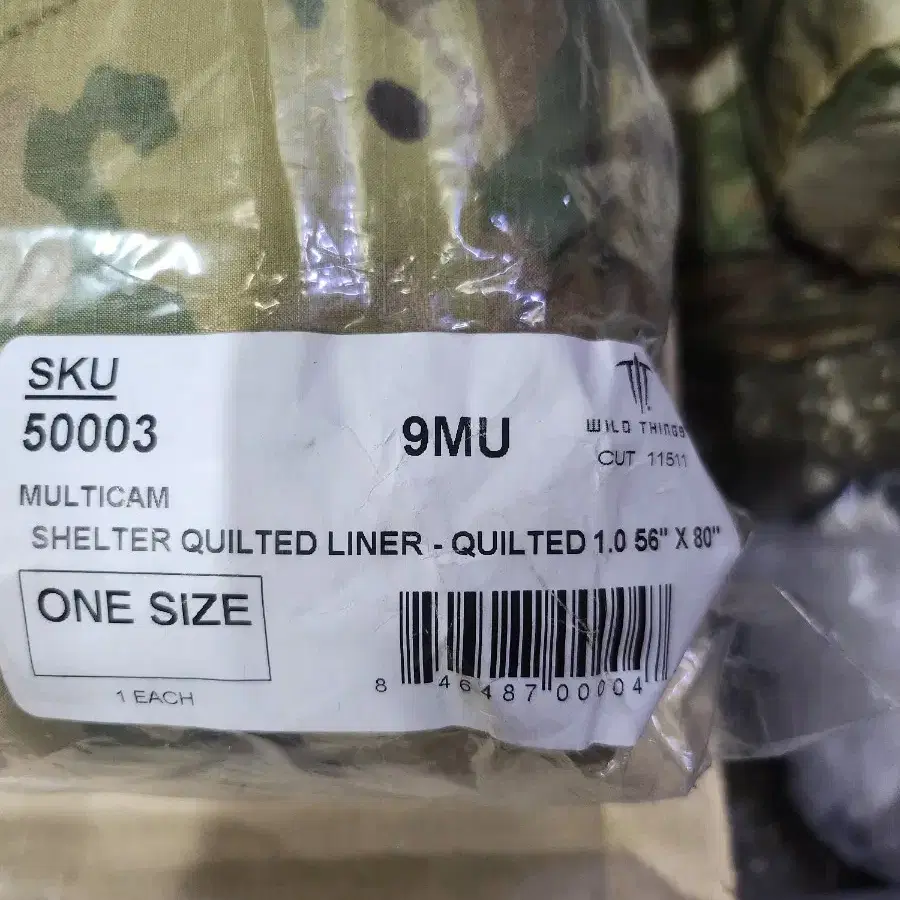 SKU
50003
9MU
WILD THINGS
CUT 11511
MULTICAM
SHELTER QUILTED LINER - QUILTED 1.0 56" X 80"
ONE SIZE
1 EACH
8 46487 00004